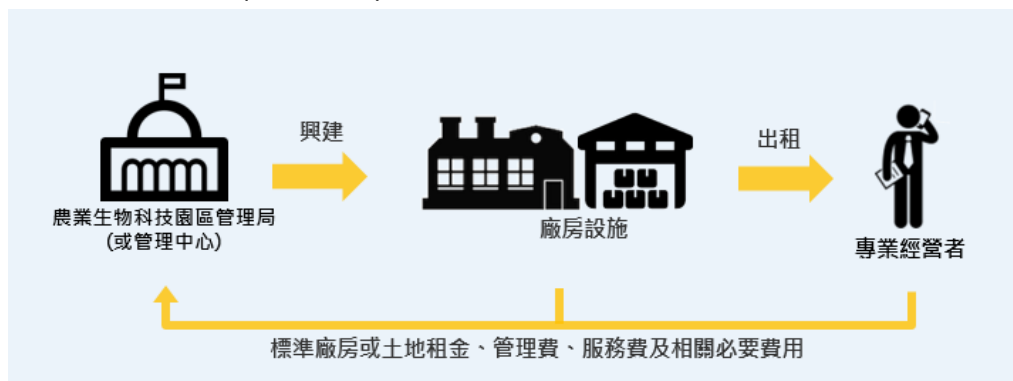 興建
出租
農業生物科技園區管理局
(或管理中心)
廠房設施
專業經營者
標準廠房或土地租金、管理費、服務費及相關必要費用